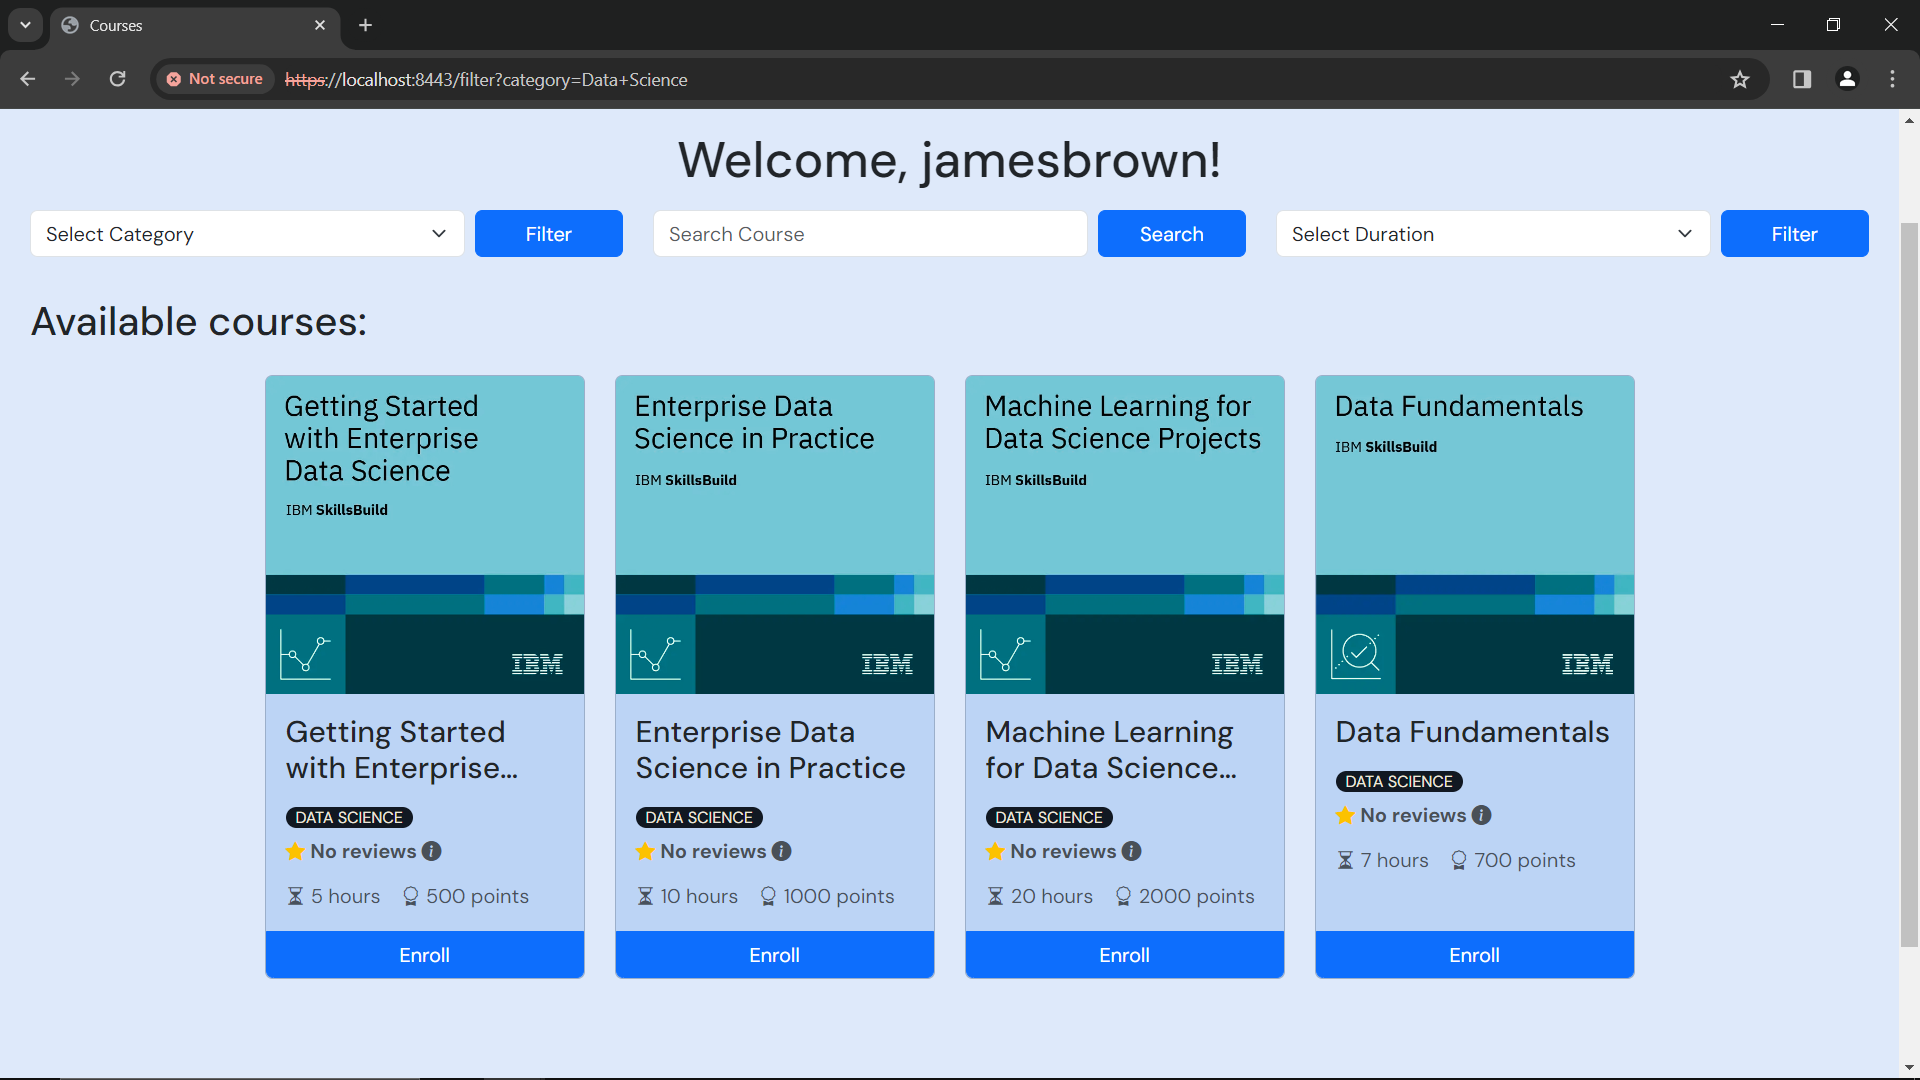 Courses
Not secure
https://localhost:8443/filter?category=Data+Science
Welcome, jamesbrown!
Select Category
Filter
Search Course
Search
Select Duration
Filter
Available courses:
Getting Started
with Enterprise
Data Science
IBM SkillsBuild
IBM
Getting Started
with Enterprise...
DATA SCIENCE
No reviews
5 hours
500 points
Enroll
Enterprise Data
Science in Practice
IBM SkillsBuild
IBM
Enterprise Data
Science in Practice
DATA SCIENCE
No reviews
10 hours
1000 points
Enroll
Machine Learning for
Data Science Projects
IBM SkillsBuild
IBM
Machine Learning
for Data Science...
DATA SCIENCE
No reviews
20 hours
2000 points
Enroll
Data Fundamentals
IBM SkillsBuild
IBM
Data Fundamentals
DATA SCIENCE
No reviews
7 hours
700 points
Enroll